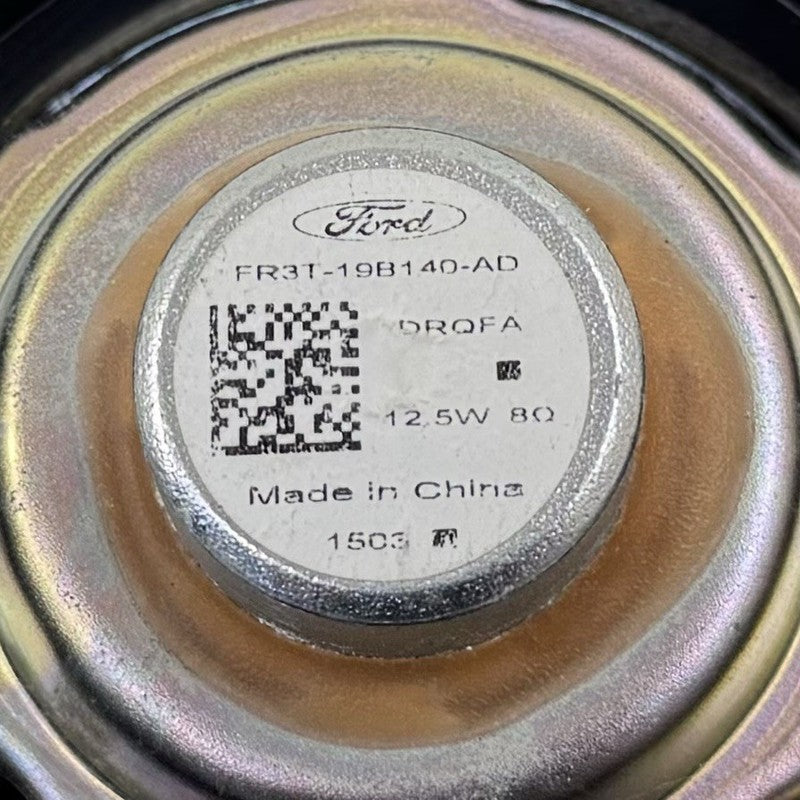 Ford
FR3T-19B140-AD
DRQFA
12.5W 8Ω
Made in China
1503